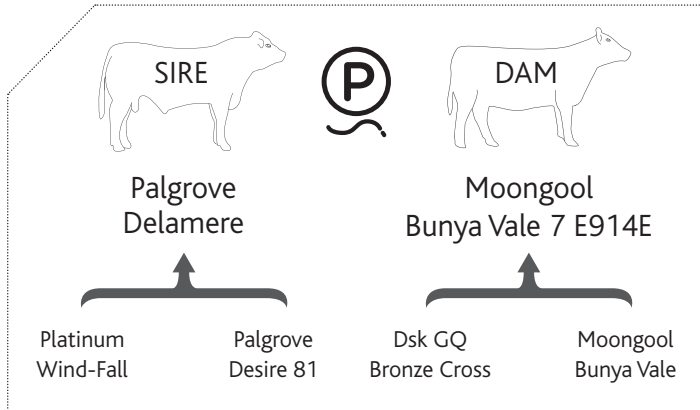 SIRE
P
DAM
Palgrove
Delamere
Moongool
Bunya Vale 7 E914E
Platinum
Wind-Fall
Palgrove
Desire 81
Dsk GQ
Bronze Cross
Moongool
Bunya Vale